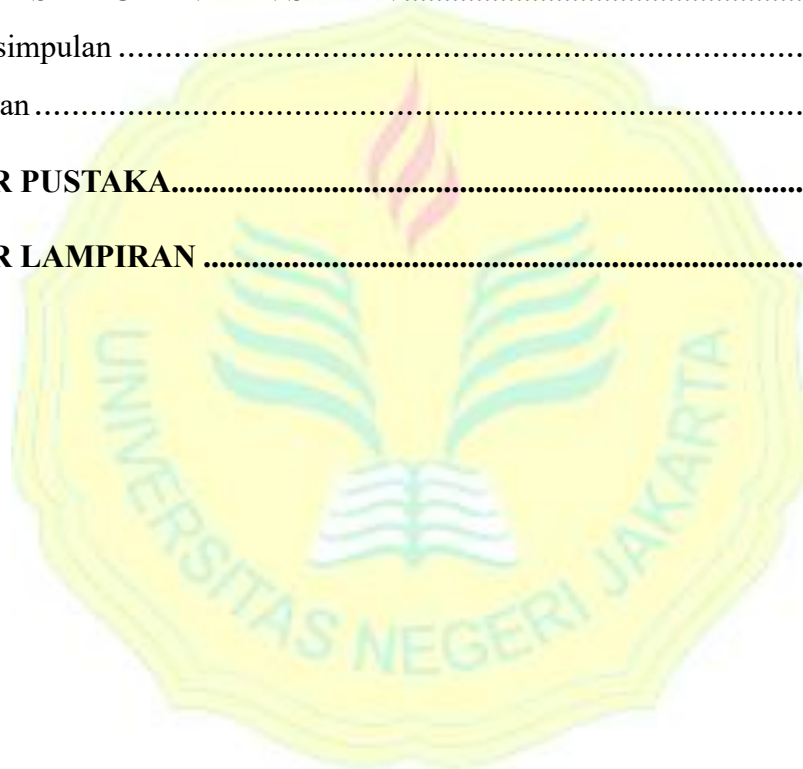 simpulan ........................................................................................
an ........................................................................................
R PUSTAKA........................................................................................
R LAMPIRAN ........................................................................................
UNIVERSITAS NEGERI JAKARTA